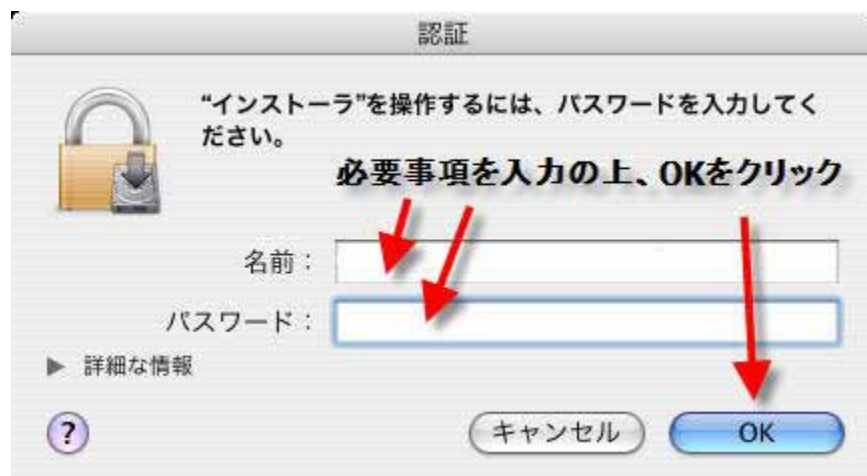 認証
“インストーラ”を操作するには、パスワードを入力してく
ださい。
必要事項を入力の上、OKをクリック
名前：
パスワード：
▶ 詳細な情報
?
キャンセル
OK